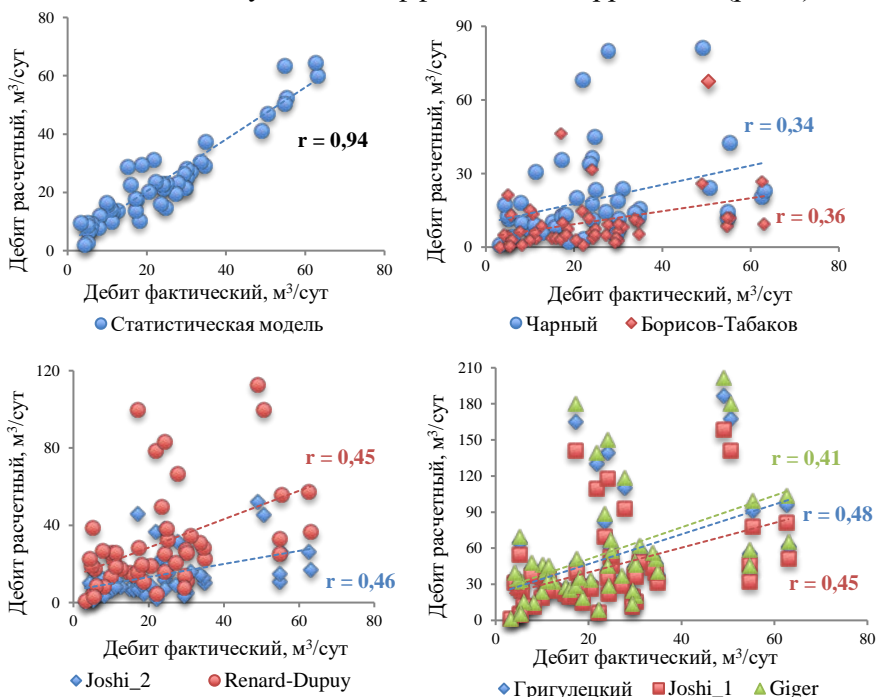 80
60
40
20
0
0 20 40 60 80
Дебит расчетный, м³/сут
r = 0,94
Дебит фактический, м³/сут
Статистическая модель
90
60
30
0
0 20 40 60 80
Дебит расчетный, м³/сут
r = 0,34
r = 0,36
Дебит фактический, м³/сут
Чарный Борисов-Табаков
120
80
40
0
0 20 40 60 80
Дебит расчетный, м³/сут
r = 0,45
r = 0,46
Дебит фактический, м³/сут
Joshi_2 Renard-Dupuy
210
180
150
120
90
60
30
0
0 20 40 60 80
Дебит расчетный, м³/сут
r = 0,41
r = 0,48
r = 0,45
Дебит фактический, м³/сут
Григулецкий Joshi_1 Giger